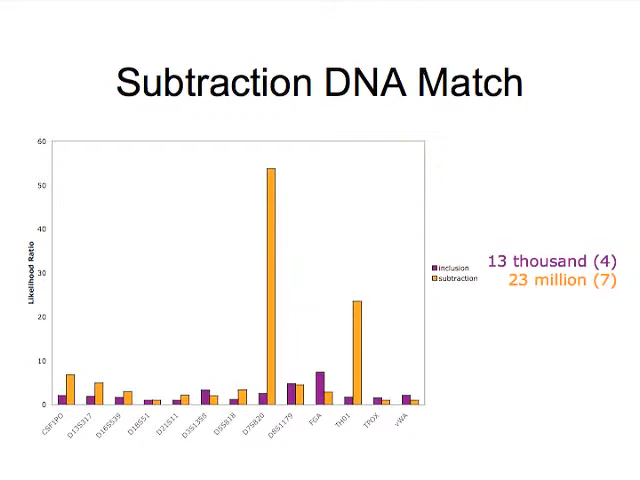 Subtraction DNA Match
60
50
40
30
20
10
0
Likelihood Ratio
CSF1PO
D13S317
D16S539
D18S51
D21S11
D3S1358
D5S818
D7S820
D8S1179
FGA
TH01
TPOX
vWA
inclusion
subtraction
13 thousand (4)
23 million (7)